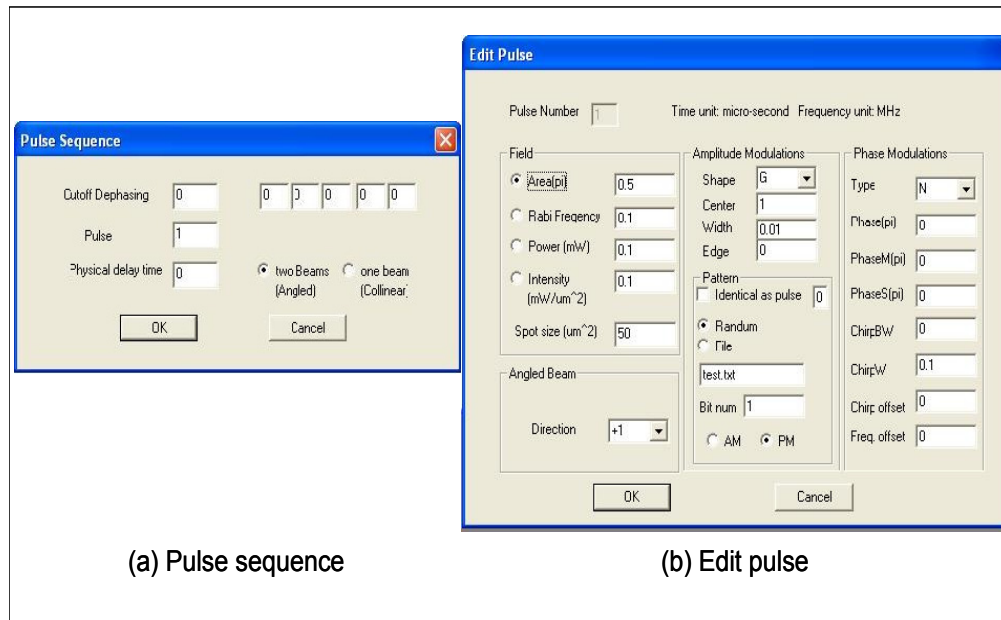 Pulse Sequence
Cutoff Dephasing 0 0 0 0 0 0
Pulse 1
Physical delay time 0
two Beams one beam
(Angled) (Collinear)
OK Cancel
(a) Pulse sequence
Edit Pulse
Pulse Number 1 Time unit: micro-second Frequency unit: MHz
Field
Area(pi) 0.5
Rabi Freqency 0.1
Power (mW) 0.1
Intensity 0.1
(mW/um^2)
Spot size (um^2) 50
Angled Beam
Direction +1
Amplitude Modulations
Shape G
Center 1
Width 0.01
Edge 0
Pattern
Identical as pulse 0
Randum
File
test.txt
Bit num 1
AM PM
Phase Modulations
Type N
Phase(pi) 0
PhaseM(pi) 0
PhaseS(pi) 0
ChirpBW 0
ChirpW 0.1
Chirp offset 0
Freq. offset 0
OK Cancel
(b) Edit pulse